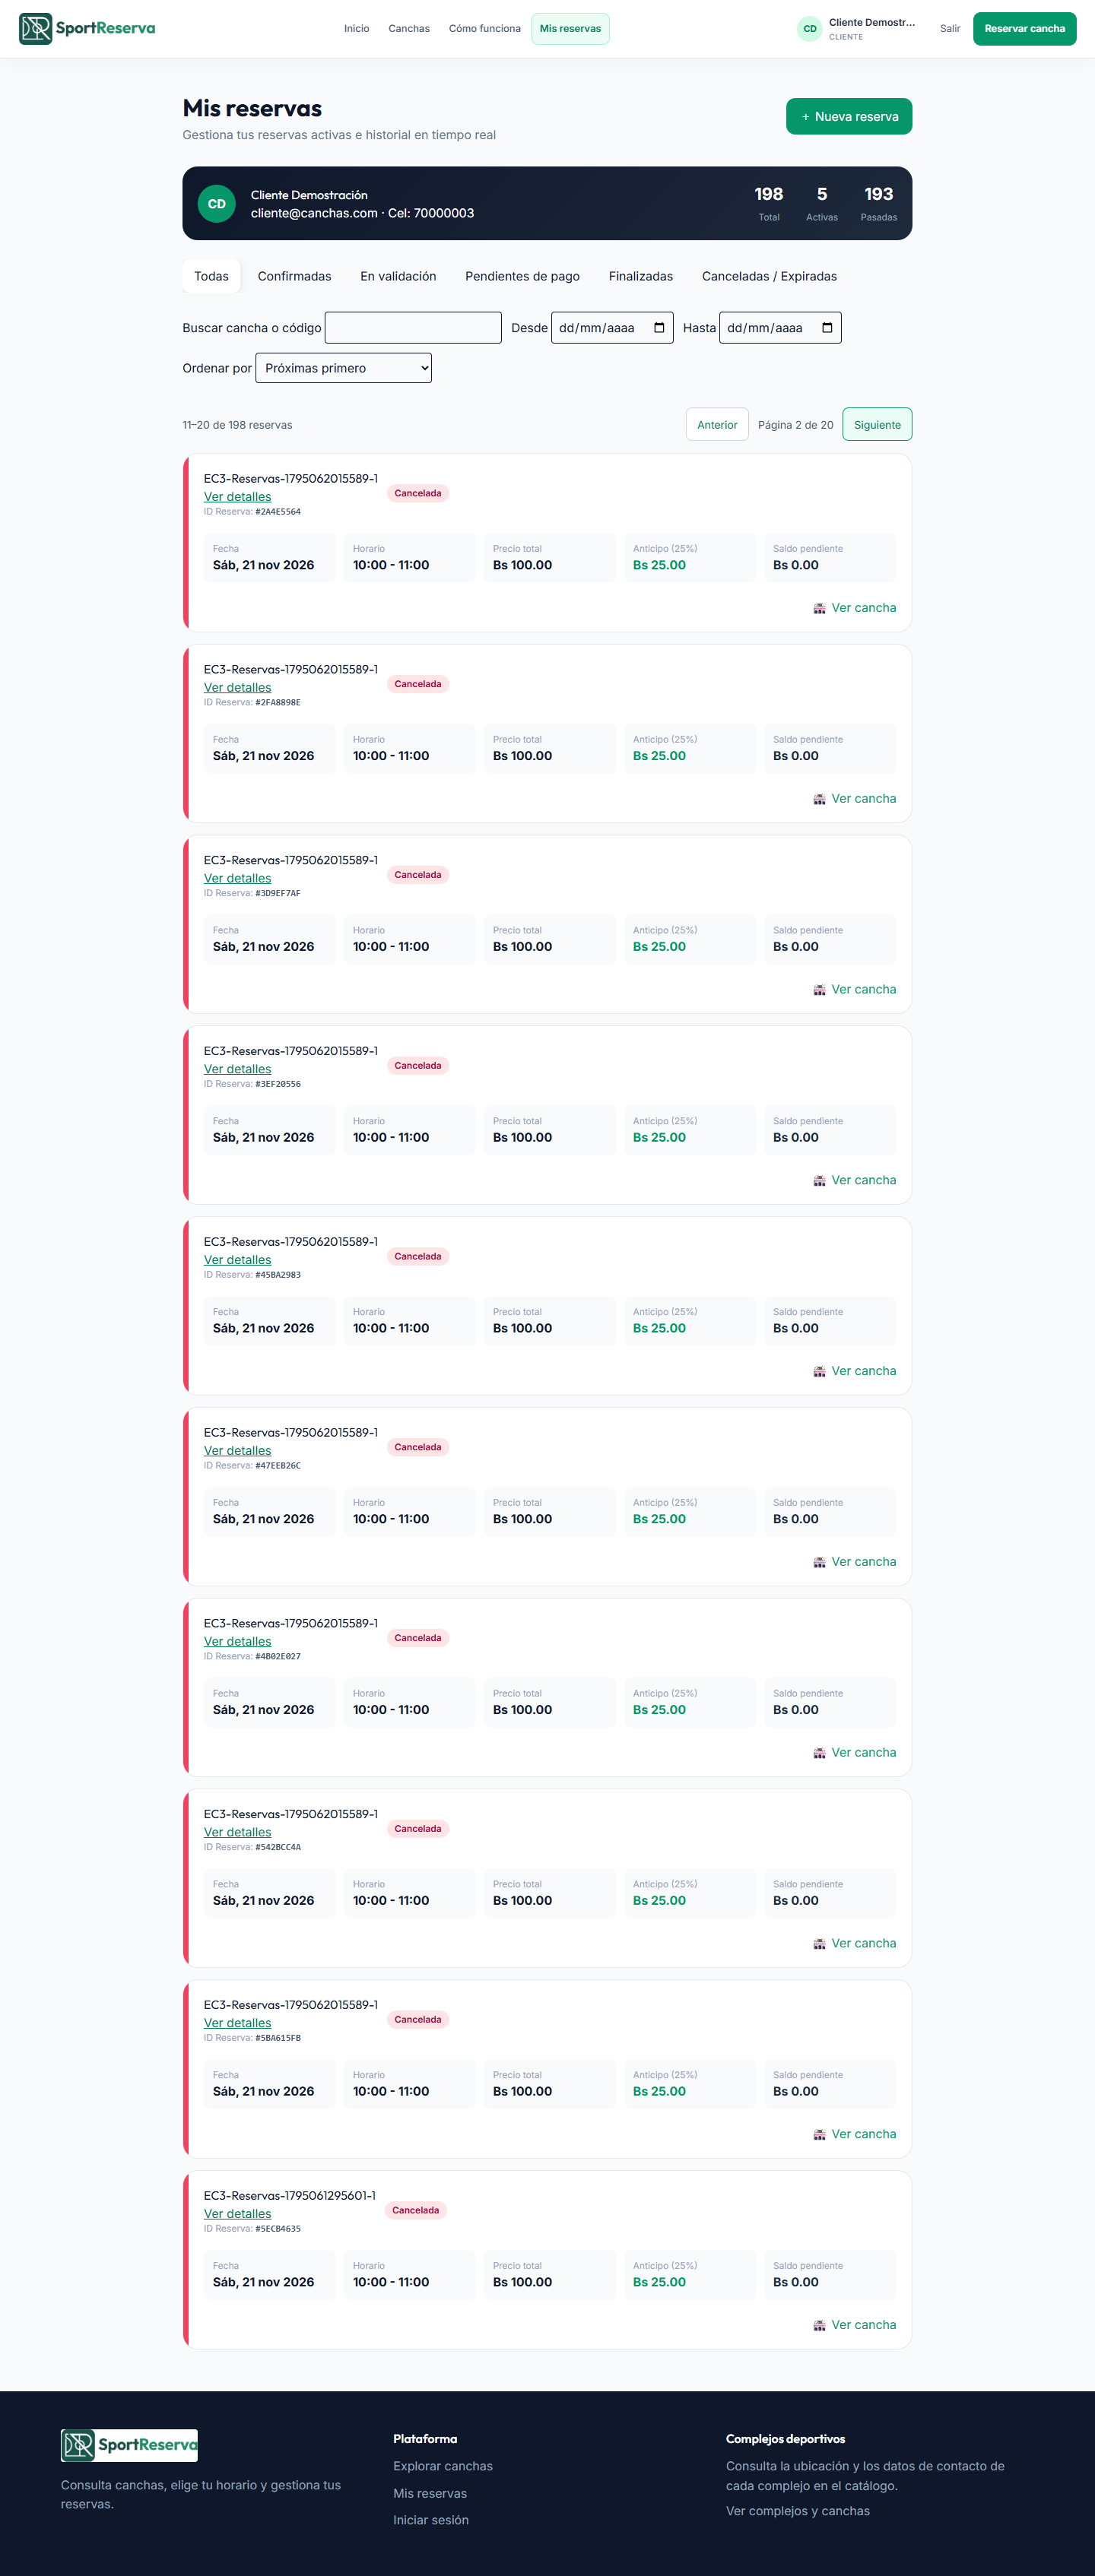 SportReserva
Inicio
Canchas
Cómo funciona
Mis reservas
CD
Cliente Demostr...
CLIENTE
Salir
Reservar cancha
Mis reservas
Gestiona tus reservas activas e historial en tiempo real
+ Nueva reserva
CD
Cliente Demostración
cliente@canchas.com · Cel: 70000003
198
Total
5
Activas
193
Pasadas
Todas
Confirmadas
En validación
Pendientes de pago
Finalizadas
Canceladas / Expiradas
Buscar cancha o código
Desde dd/mm/aaaa
Hasta dd/mm/aaaa
Ordenar por Próximas primero
11–20 de 198 reservas
Anterior
Página 2 de 20
Siguiente
EC3-Reservas-1795062015589-1
Ver detalles
ID Reserva: #2A4E5564
Cancelada
Fecha
Sáb, 21 nov 2026
Horario
10:00 - 11:00
Precio total
Bs 100.00
Anticipo (25%)
Bs 25.00
Saldo pendiente
Bs 0.00
Ver cancha
EC3-Reservas-1795062015589-1
Ver detalles
ID Reserva: #2FA8898E
Cancelada
Fecha
Sáb, 21 nov 2026
Horario
10:00 - 11:00
Precio total
Bs 100.00
Anticipo (25%)
Bs 25.00
Saldo pendiente
Bs 0.00
Ver cancha
EC3-Reservas-1795062015589-1
Ver detalles
ID Reserva: #3D9EF7AF
Cancelada
Fecha
Sáb, 21 nov 2026
Horario
10:00 - 11:00
Precio total
Bs 100.00
Anticipo (25%)
Bs 25.00
Saldo pendiente
Bs 0.00
Ver cancha
EC3-Reservas-1795062015589-1
Ver detalles
ID Reserva: #3EF20556
Cancelada
Fecha
Sáb, 21 nov 2026
Horario
10:00 - 11:00
Precio total
Bs 100.00
Anticipo (25%)
Bs 25.00
Saldo pendiente
Bs 0.00
Ver cancha
EC3-Reservas-1795062015589-1
Ver detalles
ID Reserva: #45BA2983
Cancelada
Fecha
Sáb, 21 nov 2026
Horario
10:00 - 11:00
Precio total
Bs 100.00
Anticipo (25%)
Bs 25.00
Saldo pendiente
Bs 0.00
Ver cancha
EC3-Reservas-1795062015589-1
Ver detalles
ID Reserva: #47EEB26C
Cancelada
Fecha
Sáb, 21 nov 2026
Horario
10:00 - 11:00
Precio total
Bs 100.00
Anticipo (25%)
Bs 25.00
Saldo pendiente
Bs 0.00
Ver cancha
EC3-Reservas-1795062015589-1
Ver detalles
ID Reserva: #4B02E027
Cancelada
Fecha
Sáb, 21 nov 2026
Horario
10:00 - 11:00
Precio total
Bs 100.00
Anticipo (25%)
Bs 25.00
Saldo pendiente
Bs 0.00
Ver cancha
EC3-Reservas-1795062015589-1
Ver detalles
ID Reserva: #542BCC4A
Cancelada
Fecha
Sáb, 21 nov 2026
Horario
10:00 - 11:00
Precio total
Bs 100.00
Anticipo (25%)
Bs 25.00
Saldo pendiente
Bs 0.00
Ver cancha
EC3-Reservas-1795062015589-1
Ver detalles
ID Reserva: #5BA615FB
Cancelada
Fecha
Sáb, 21 nov 2026
Horario
10:00 - 11:00
Precio total
Bs 100.00
Anticipo (25%)
Bs 25.00
Saldo pendiente
Bs 0.00
Ver cancha
EC3-Reservas-1795061295601-1
Ver detalles
ID Reserva: #5ECB4635
Cancelada
Fecha
Sáb, 21 nov 2026
Horario
10:00 - 11:00
Precio total
Bs 100.00
Anticipo (25%)
Bs 25.00
Saldo pendiente
Bs 0.00
Ver cancha
SportReserva
Consulta canchas, elige tu horario y gestiona tus
reservas.
Plataforma
Explorar canchas
Mis reservas
Iniciar sesión
Complejos deportivos
Consulta la ubicación y los datos de contacto de
cada complejo en el catálogo.
Ver complejos y canchas